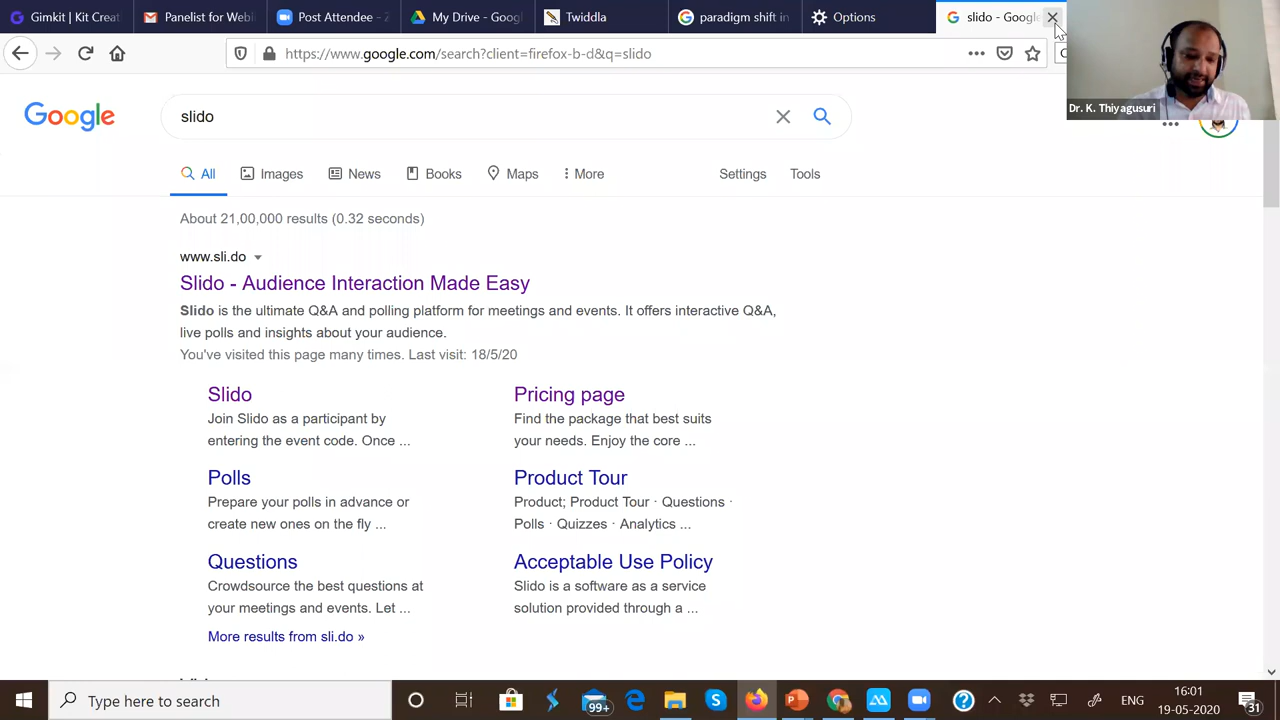 Gimkit | Kit Creat
Panelist for Webi
Post Attendee - Z
My Drive - Googl
Twiddla
paradigm shift in
Options
slido - Googl
https://www.google.com/search?client=firefox-b-d&q=slido
Dr. K. Thiyagusuri
Google
slido
All
Images
News
Books
Maps
More
Settings
Tools
About 21,00,000 results (0.32 seconds)
www.sli.do
Slido - Audience Interaction Made Easy
Slido is the ultimate Q&A and polling platform for meetings and events. It offers interactive Q&A,
live polls and insights about your audience.
You've visited this page many times. Last visit: 18/5/20
Slido
Join Slido as a participant by
entering the event code. Once ...
Pricing page
Find the package that best suits
your needs. Enjoy the core ...
Polls
Prepare your polls in advance or
create new ones on the fly ...
Product Tour
Product; Product Tour · Questions ·
Polls · Quizzes · Analytics ...
Questions
Crowdsource the best questions at
your meetings and events. Let ...
Acceptable Use Policy
Slido is a software as a service
solution provided through a ...
More results from sli.do »
Type here to search
99+
ENG
16:01
19-05-2020
31